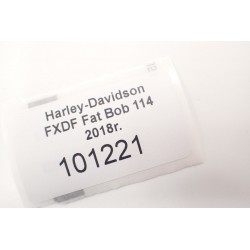 Harley-Davidson
FXDF Fat Bob 114
2018r.
101221